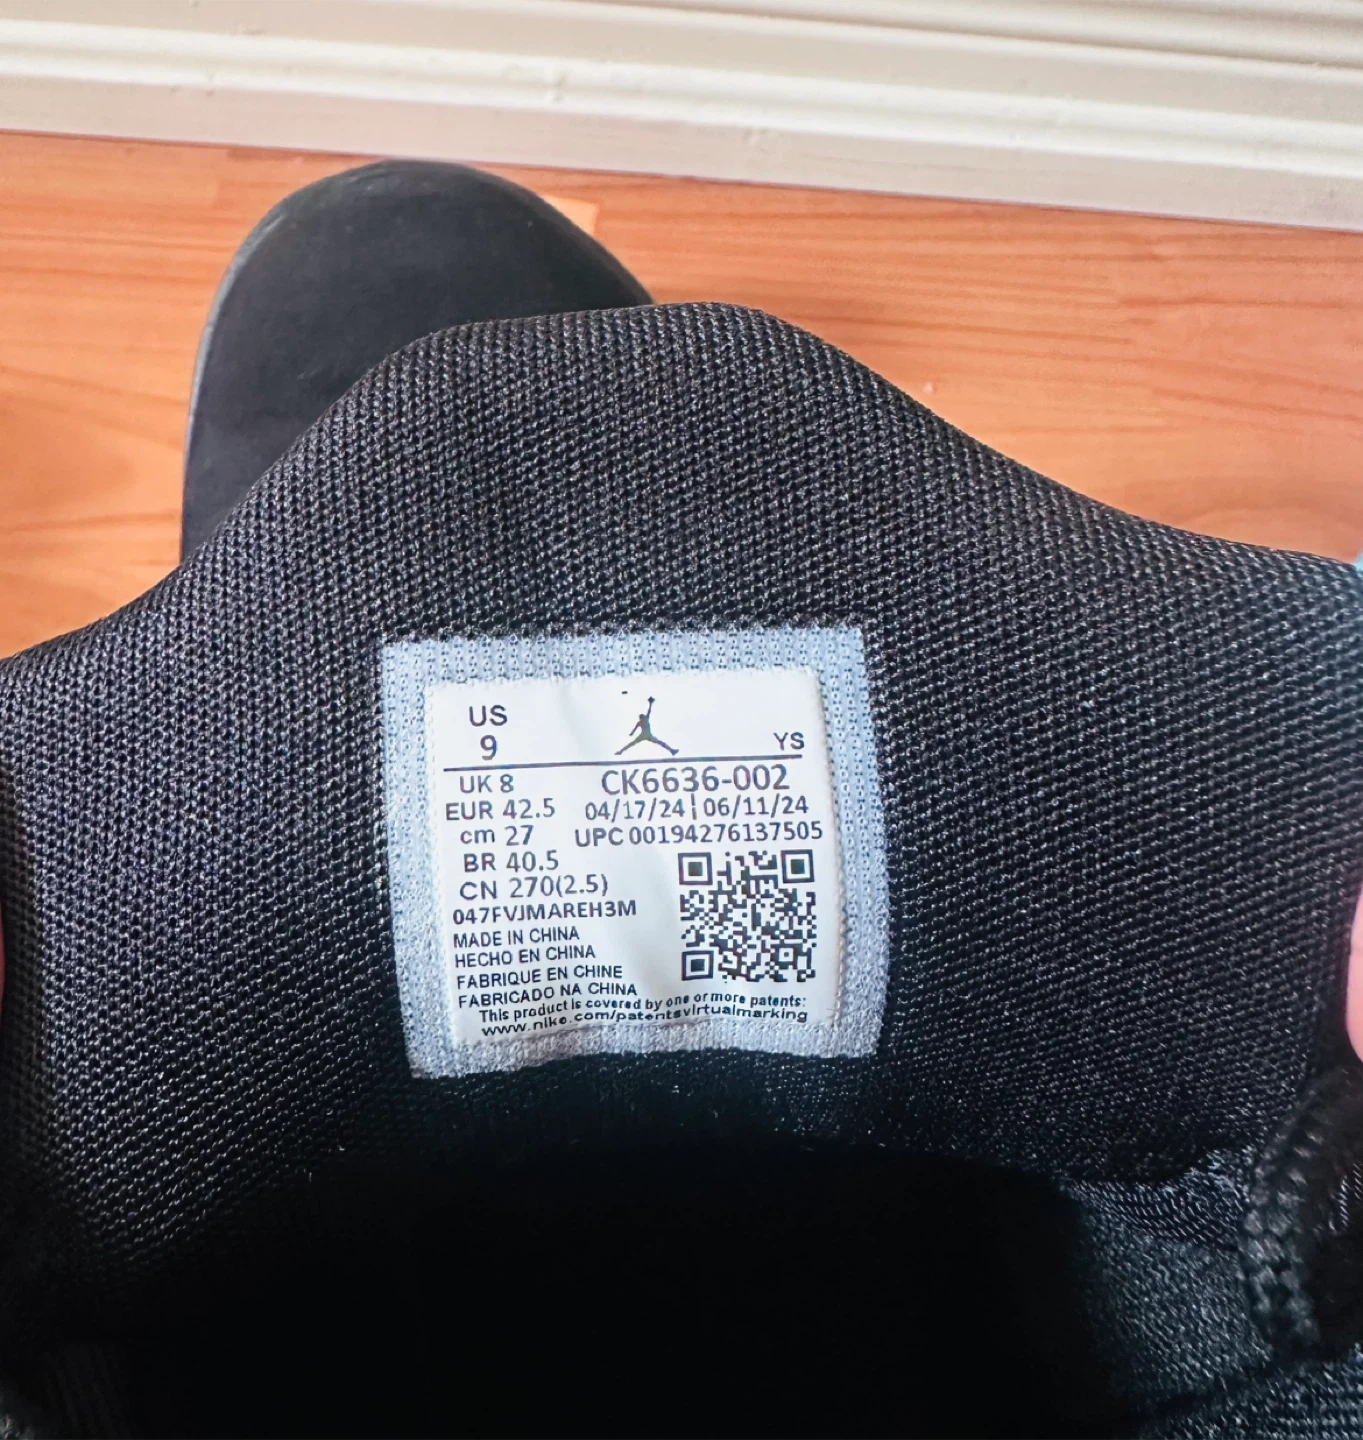 US
9
YS
UK 8
CK6636-002
EUR 42.5
04/17/24 | 06/11/24
cm 27
UPC 00194276137505
BR 40.5
CN 270(2.5)
047FVJMAREH3M
MADE IN CHINA
HECHO EN CHINA
FABRIQUE EN CHINE
FABRICADO NA CHINA
This product is covered by one or more patents:
www.nike.com/patentsvirtualmarking